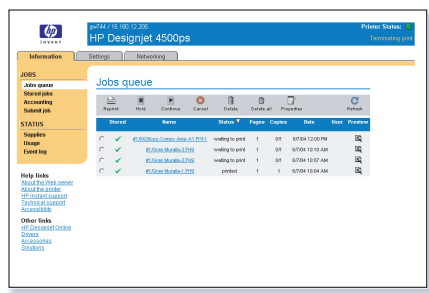 hp
invent
gw744 / 15.180.12.205
HP Designjet 4500ps
Printer Status:
Terminating print
Information
Settings
Networking
JOBS
Jobs queue
Stored jobs
Accounting
Submit job
STATUS
Supplies
Usage
Event log
Help links
About the Web server
About the printer
HP instant support
Technical support
Accessibility
Other links
HP Designjet Online
Drivers
Accessories
Solutions
Jobs queue
Reprint Hold Continue Cancel Delete Delete all Properties Refresh
Stored Name Status Pages Copies Date User Preview
waiting to print 1 0/1 6/7/04 12:00 PM
#1/Gran Muralla-3.FH9 waiting to print 1 0/1 6/7/04 10:10 AM
#1/Gran Muralla-2.FH9 waiting to print 1 0/1 6/7/04 10:07 AM
#1/Gran Muralla-1.FH9 printed 1 1 6/7/04 10:04 AM